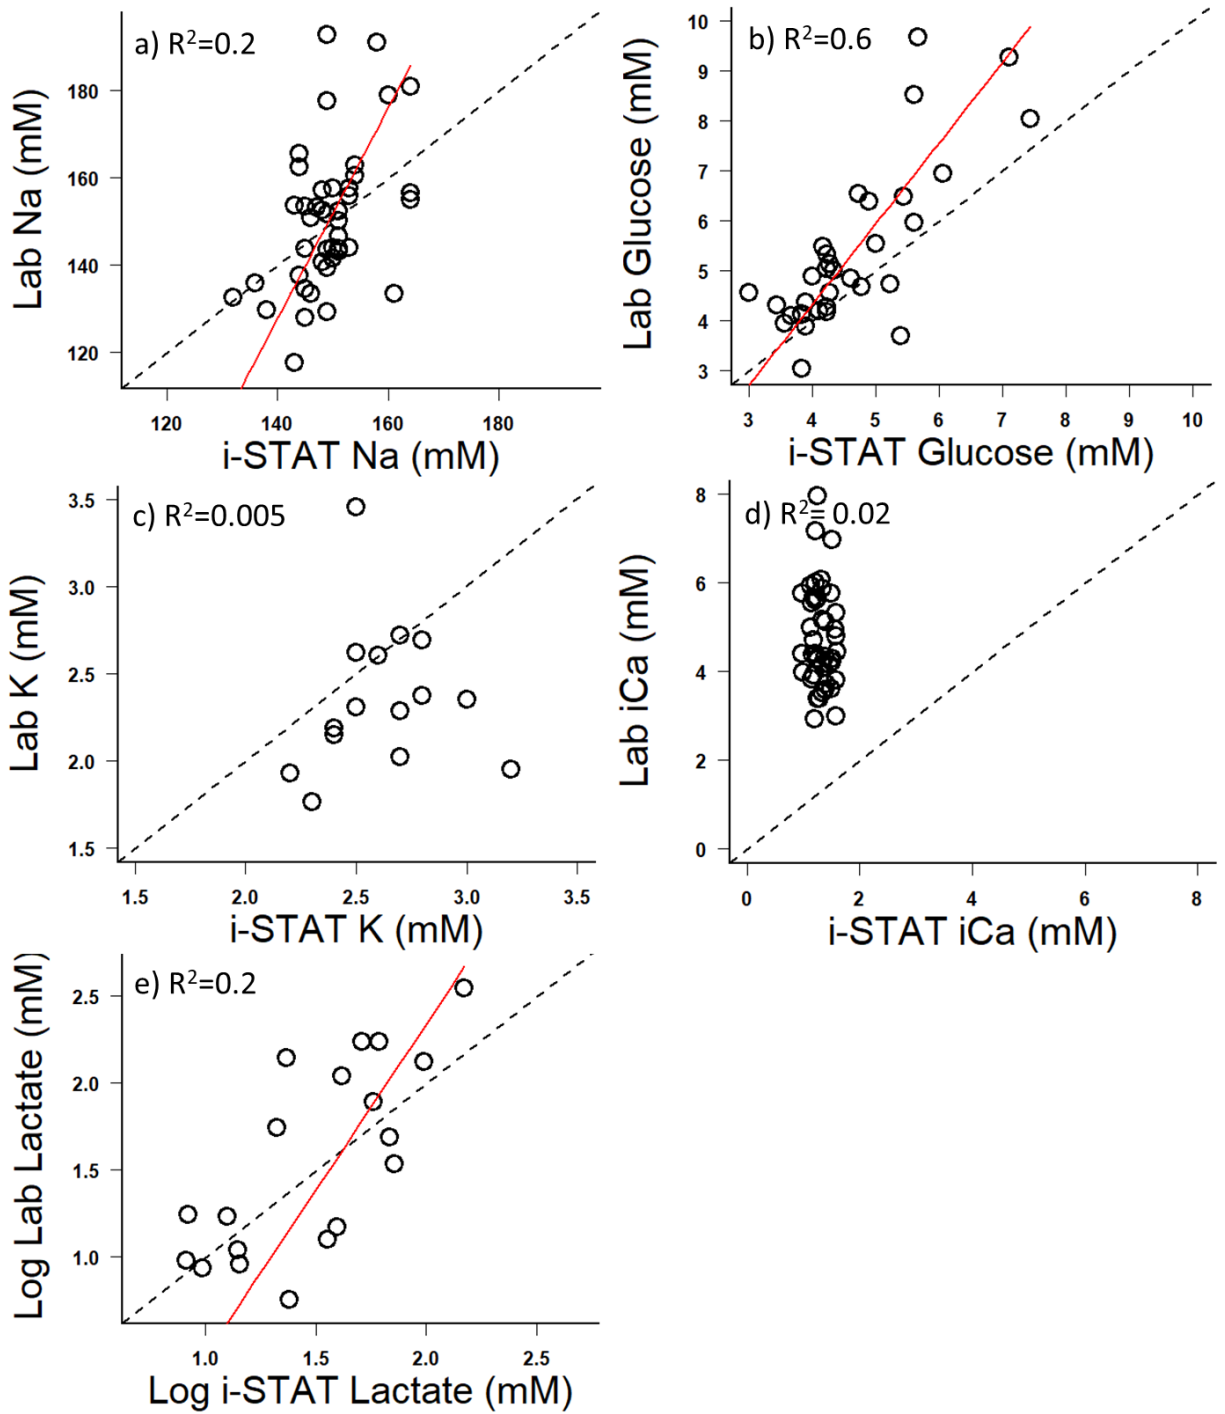 a) R²=0.2
Lab Na (mM)
180
160
140
120
120 140 160 180
i-STAT Na (mM)
b) R²=0.6
Lab Glucose (mM)
10
9
8
7
6
5
4
3
3 4 5 6 7 8 9 10
i-STAT Glucose (mM)
c) R²=0.005
Lab K (mM)
3.5
3.0
2.5
2.0
1.5
1.5 2.0 2.5 3.0 3.5
i-STAT K (mM)
d) R²= 0.02
Lab iCa (mM)
8
6
4
2
0
0 2 4 6 8
i-STAT iCa (mM)
e) R²=0.2
Log Lab Lactate (mM)
2.5
2.0
1.5
1.0
1.0 1.5 2.0 2.5
Log i-STAT Lactate (mM)